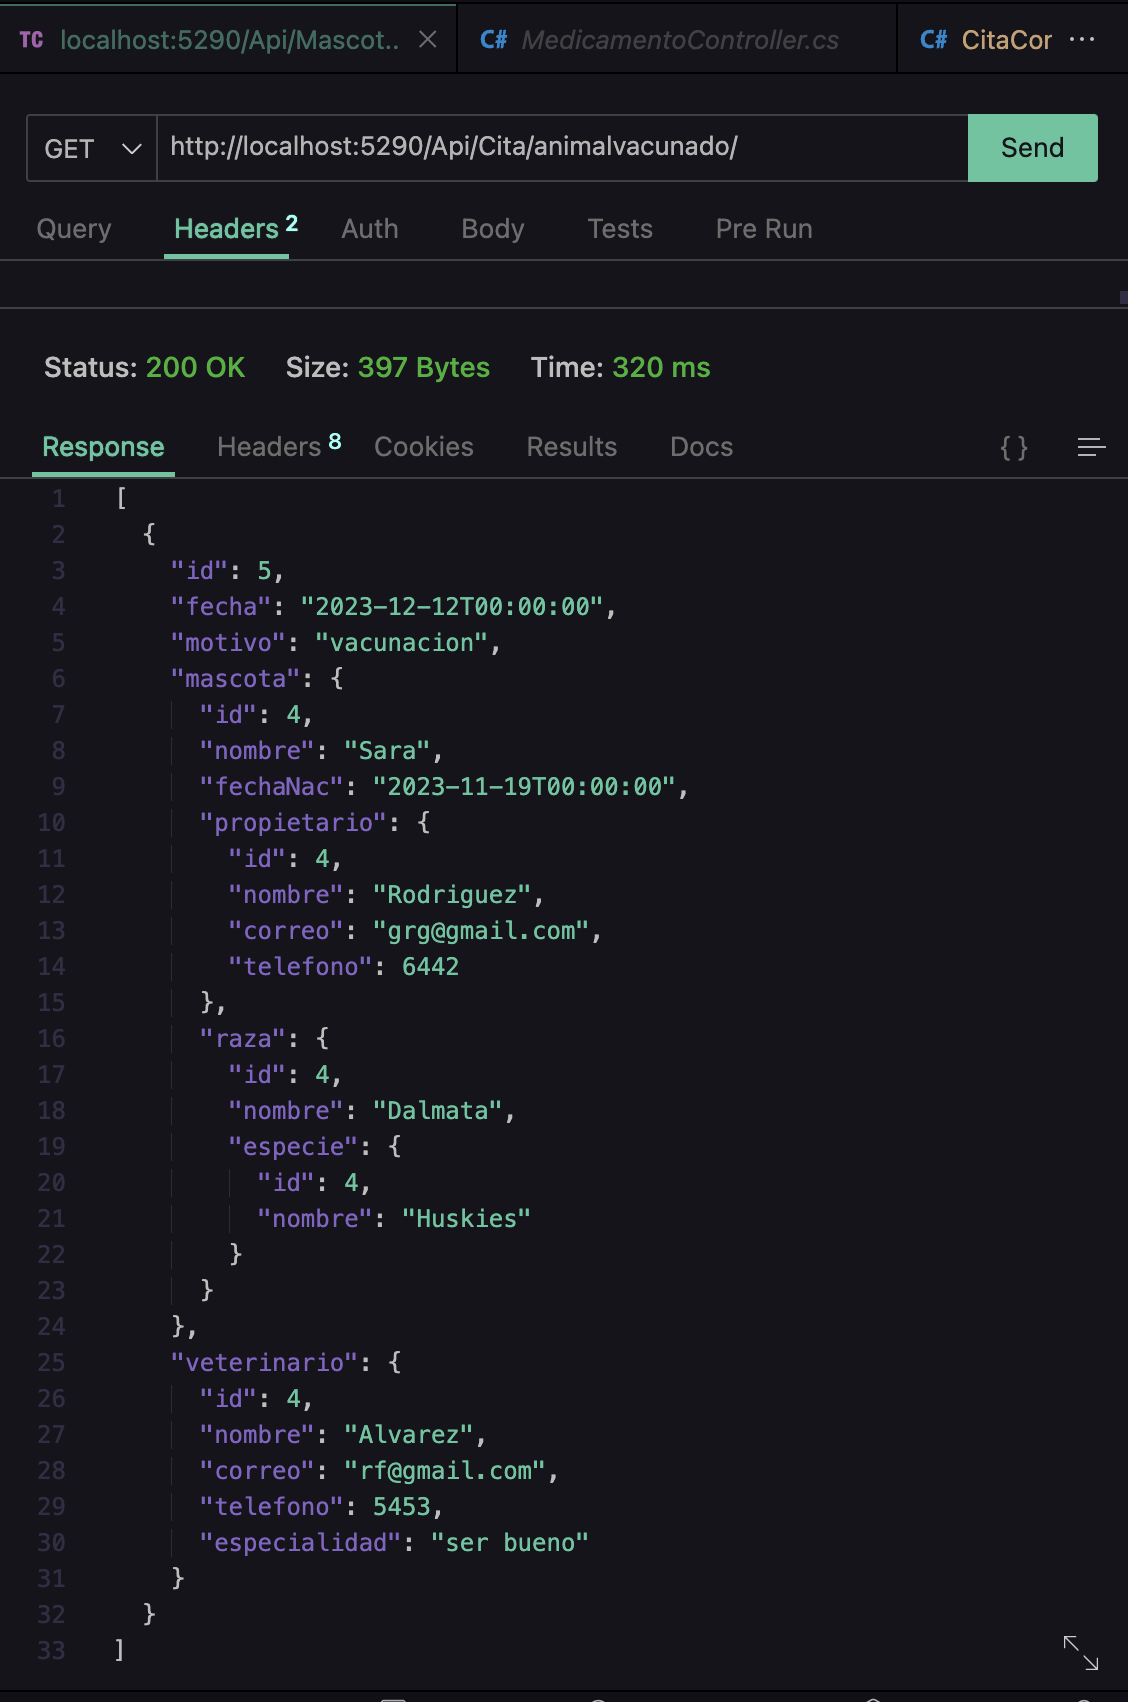 TC localhost:5290/Api/Mascot.. C# MedicamentoController.cs C# CitaCor ...
GET http://localhost:5290/Api/Cita/animalvacunado/ Send
Query Headers 2 Auth Body Tests Pre Run
Status: 200 OK Size: 397 Bytes Time: 320 ms
Response Headers 8 Cookies Results Docs { }
1 [
2 {
3 "id": 5,
4 "fecha": "2023-12-12T00:00:00",
5 "motivo": "vacunacion",
6 "mascota": {
7 "id": 4,
8 "nombre": "Sara",
9 "fechaNac": "2023-11-19T00:00:00",
10 "propietario": {
11 "id": 4,
12 "nombre": "Rodriguez",
13 "correo": "grg@gmail.com",
14 "telefono": 6442
15 },
16 "raza": {
17 "id": 4,
18 "nombre": "Dalmata",
19 "especie": {
20 "id": 4,
21 "nombre": "Huskies"
22 }
23 }
24 },
25 "veterinario": {
26 "id": 4,
27 "nombre": "Alvarez",
28 "correo": "rf@gmail.com",
29 "telefono": 5453,
30 "especialidad": "ser bueno"
31 }
32 }
33 ]